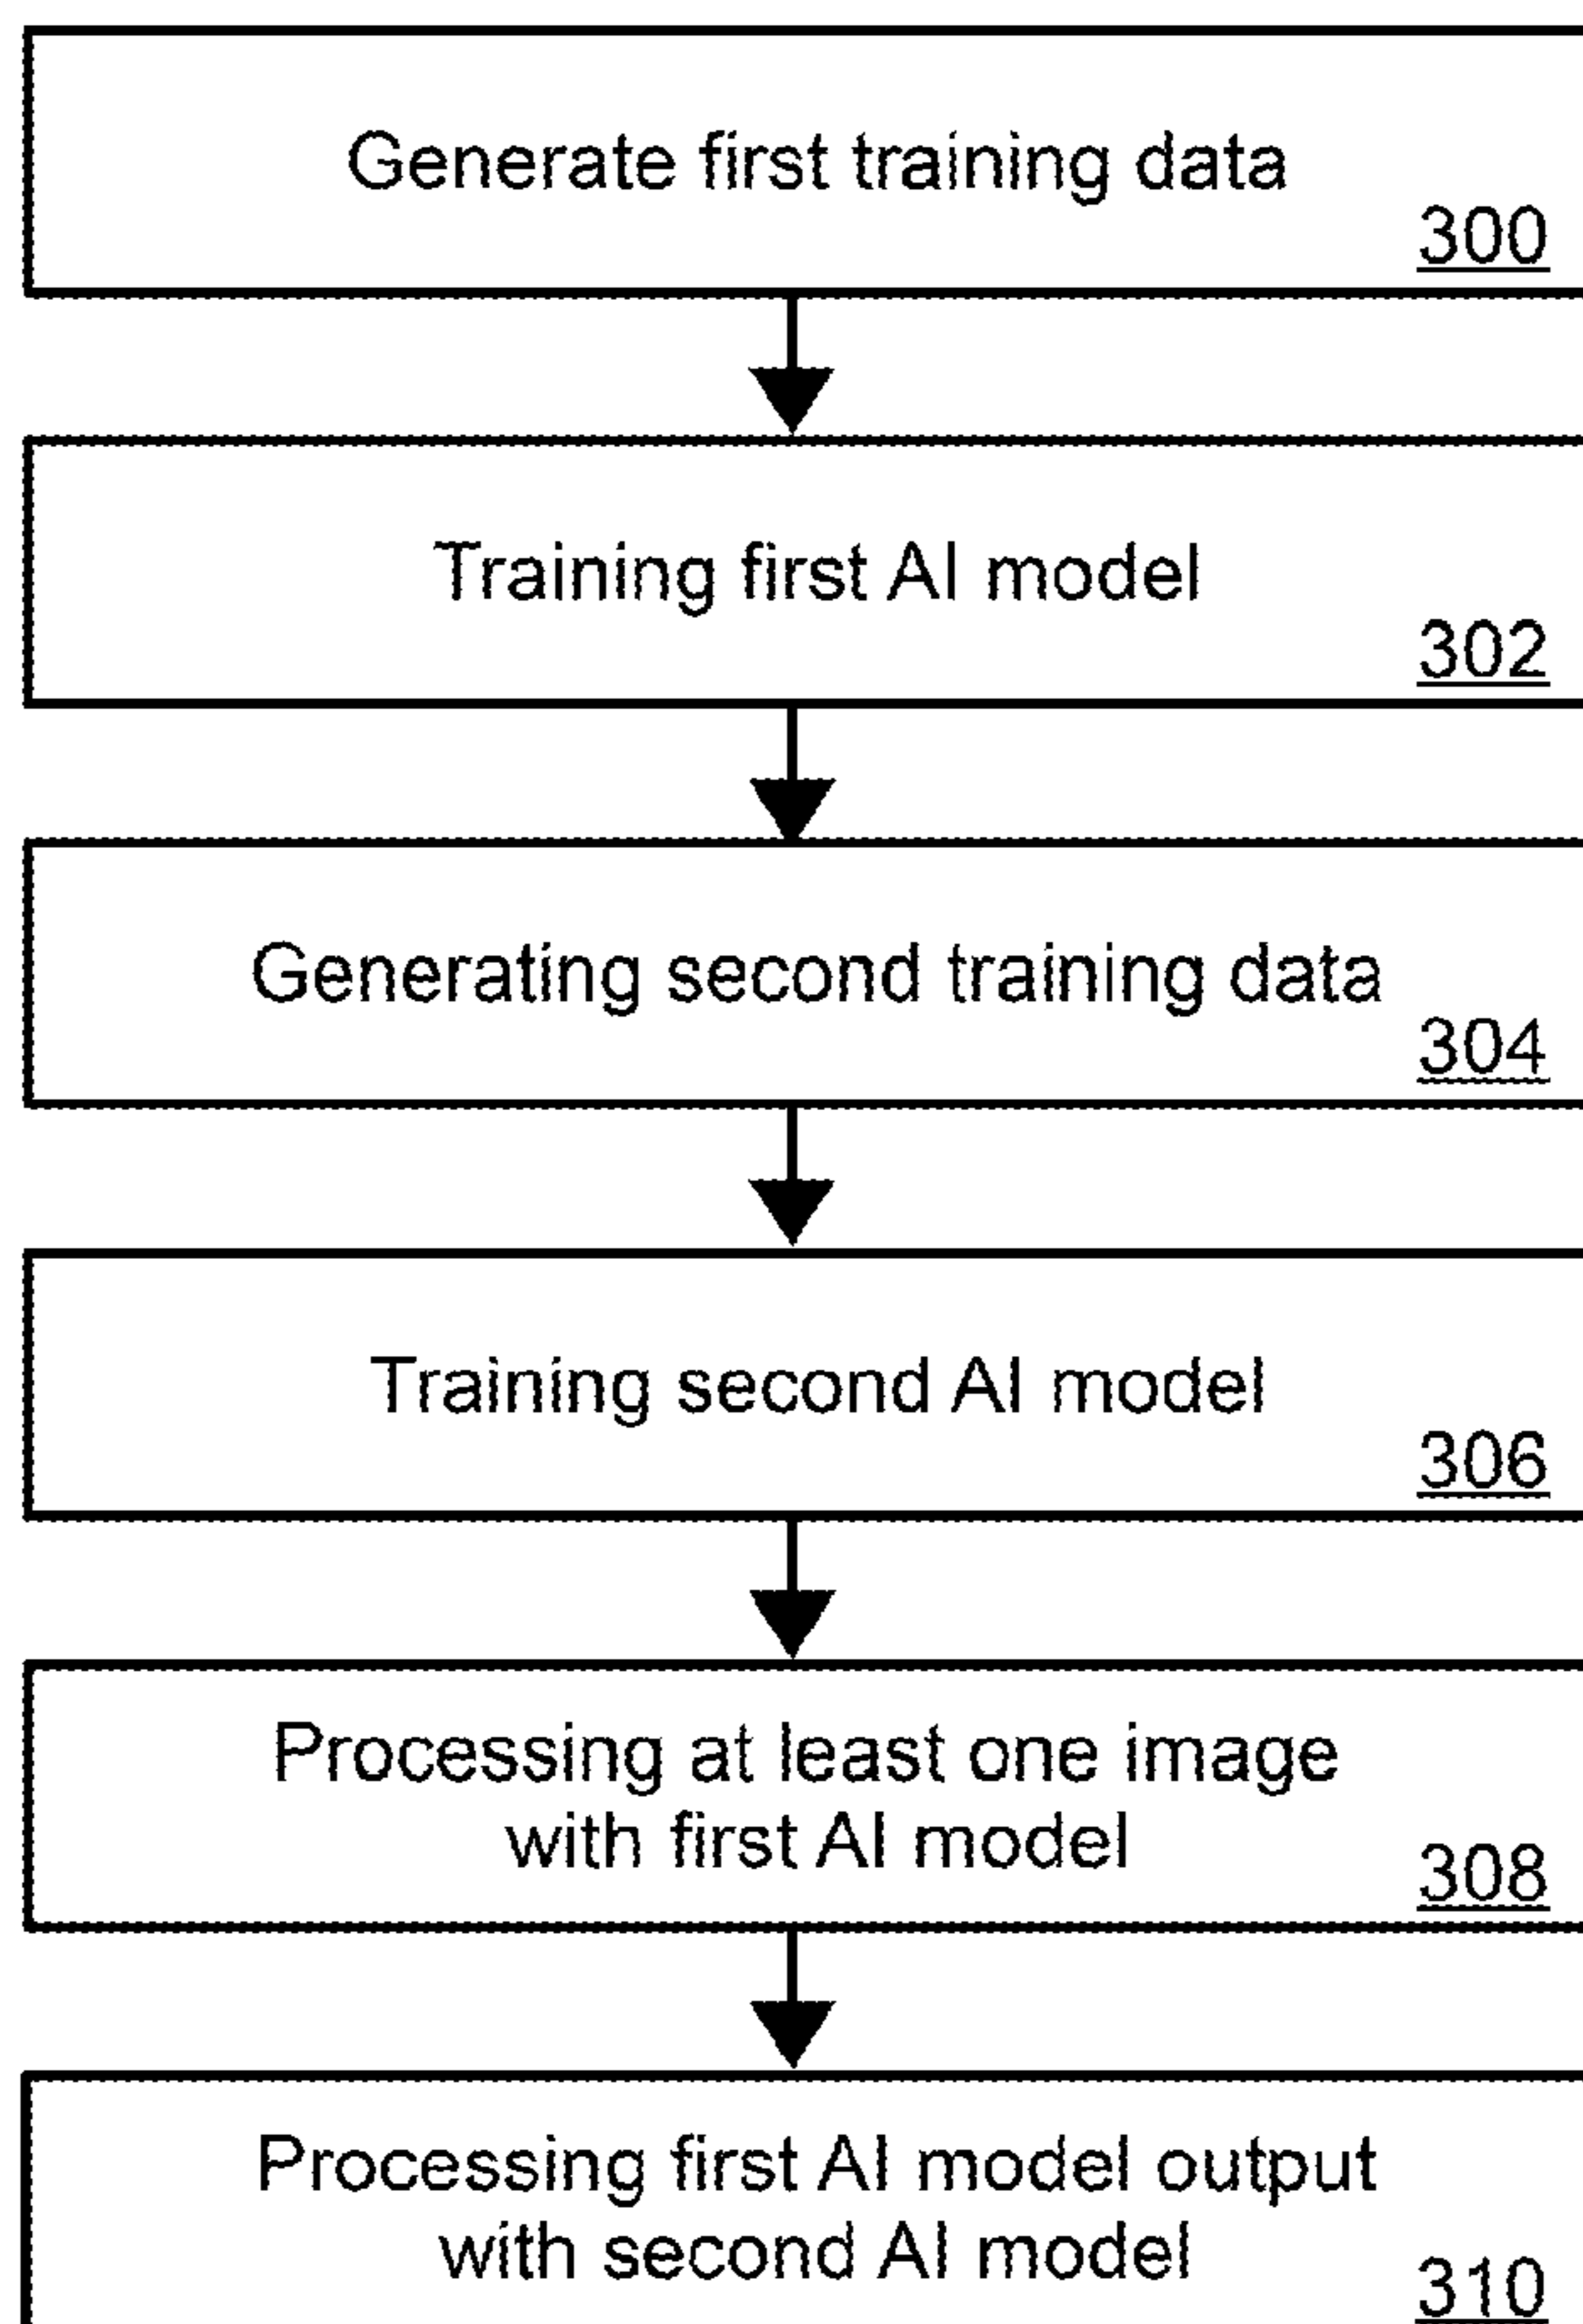 Generate first training data
300
Training first AI model
302
Generating second training data
304
Training second AI model
306
Processing at least one image
with first AI model
308
Processing first AI model output
with second AI model
310